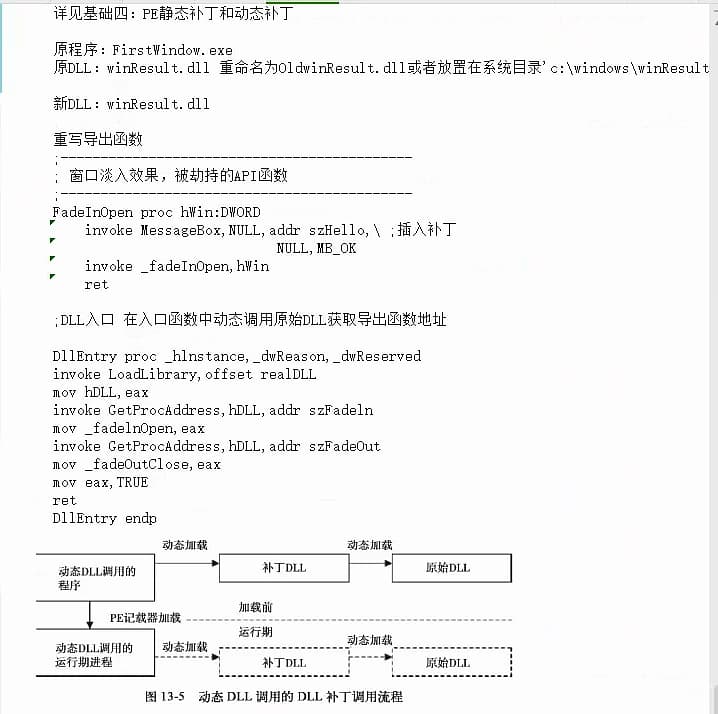 详见基础四：PE静态补丁和动态补丁
原程序：FirstWindow.exe
原DLL：winResult.dll 重命名为OldwinResult.dll或者放置在系统目录'c:\windows\winResult
新DLL：winResult.dll
重写导出函数
;--------------------------------------------
; 窗口淡入效果，被劫持的API函数
;--------------------------------------------
FadeInOpen proc hWin:DWORD
invoke MessageBox,NULL,addr szHello,\ ;插入补丁
NULL,MB_OK
invoke _fadeInOpen,hWin
ret
;DLL入口 在入口函数中动态调用原始DLL获取导出函数地址
DllEntry proc _hlnstance,_dwReason,_dwReserved
invoke LoadLibrary,offset realDLL
mov hDLL,eax
invoke GetProcAddress,hDLL,addr szFadeln
mov _fadelnOpen,eax
invoke GetProcAddress,hDLL,addr szFadeOut
mov _fadeOutClose,eax
mov eax,TRUE
ret
DllEntry endp
动态加载 动态加载
动态DLL调用的
程序
补丁DLL 原始DLL
PE记载器加载
加载前
运行期
动态DLL调用的
运行期进程
动态加载 动态加载
补丁DLL 原始DLL
图 13-5 动态 DLL 调用的 DLL 补丁调用流程